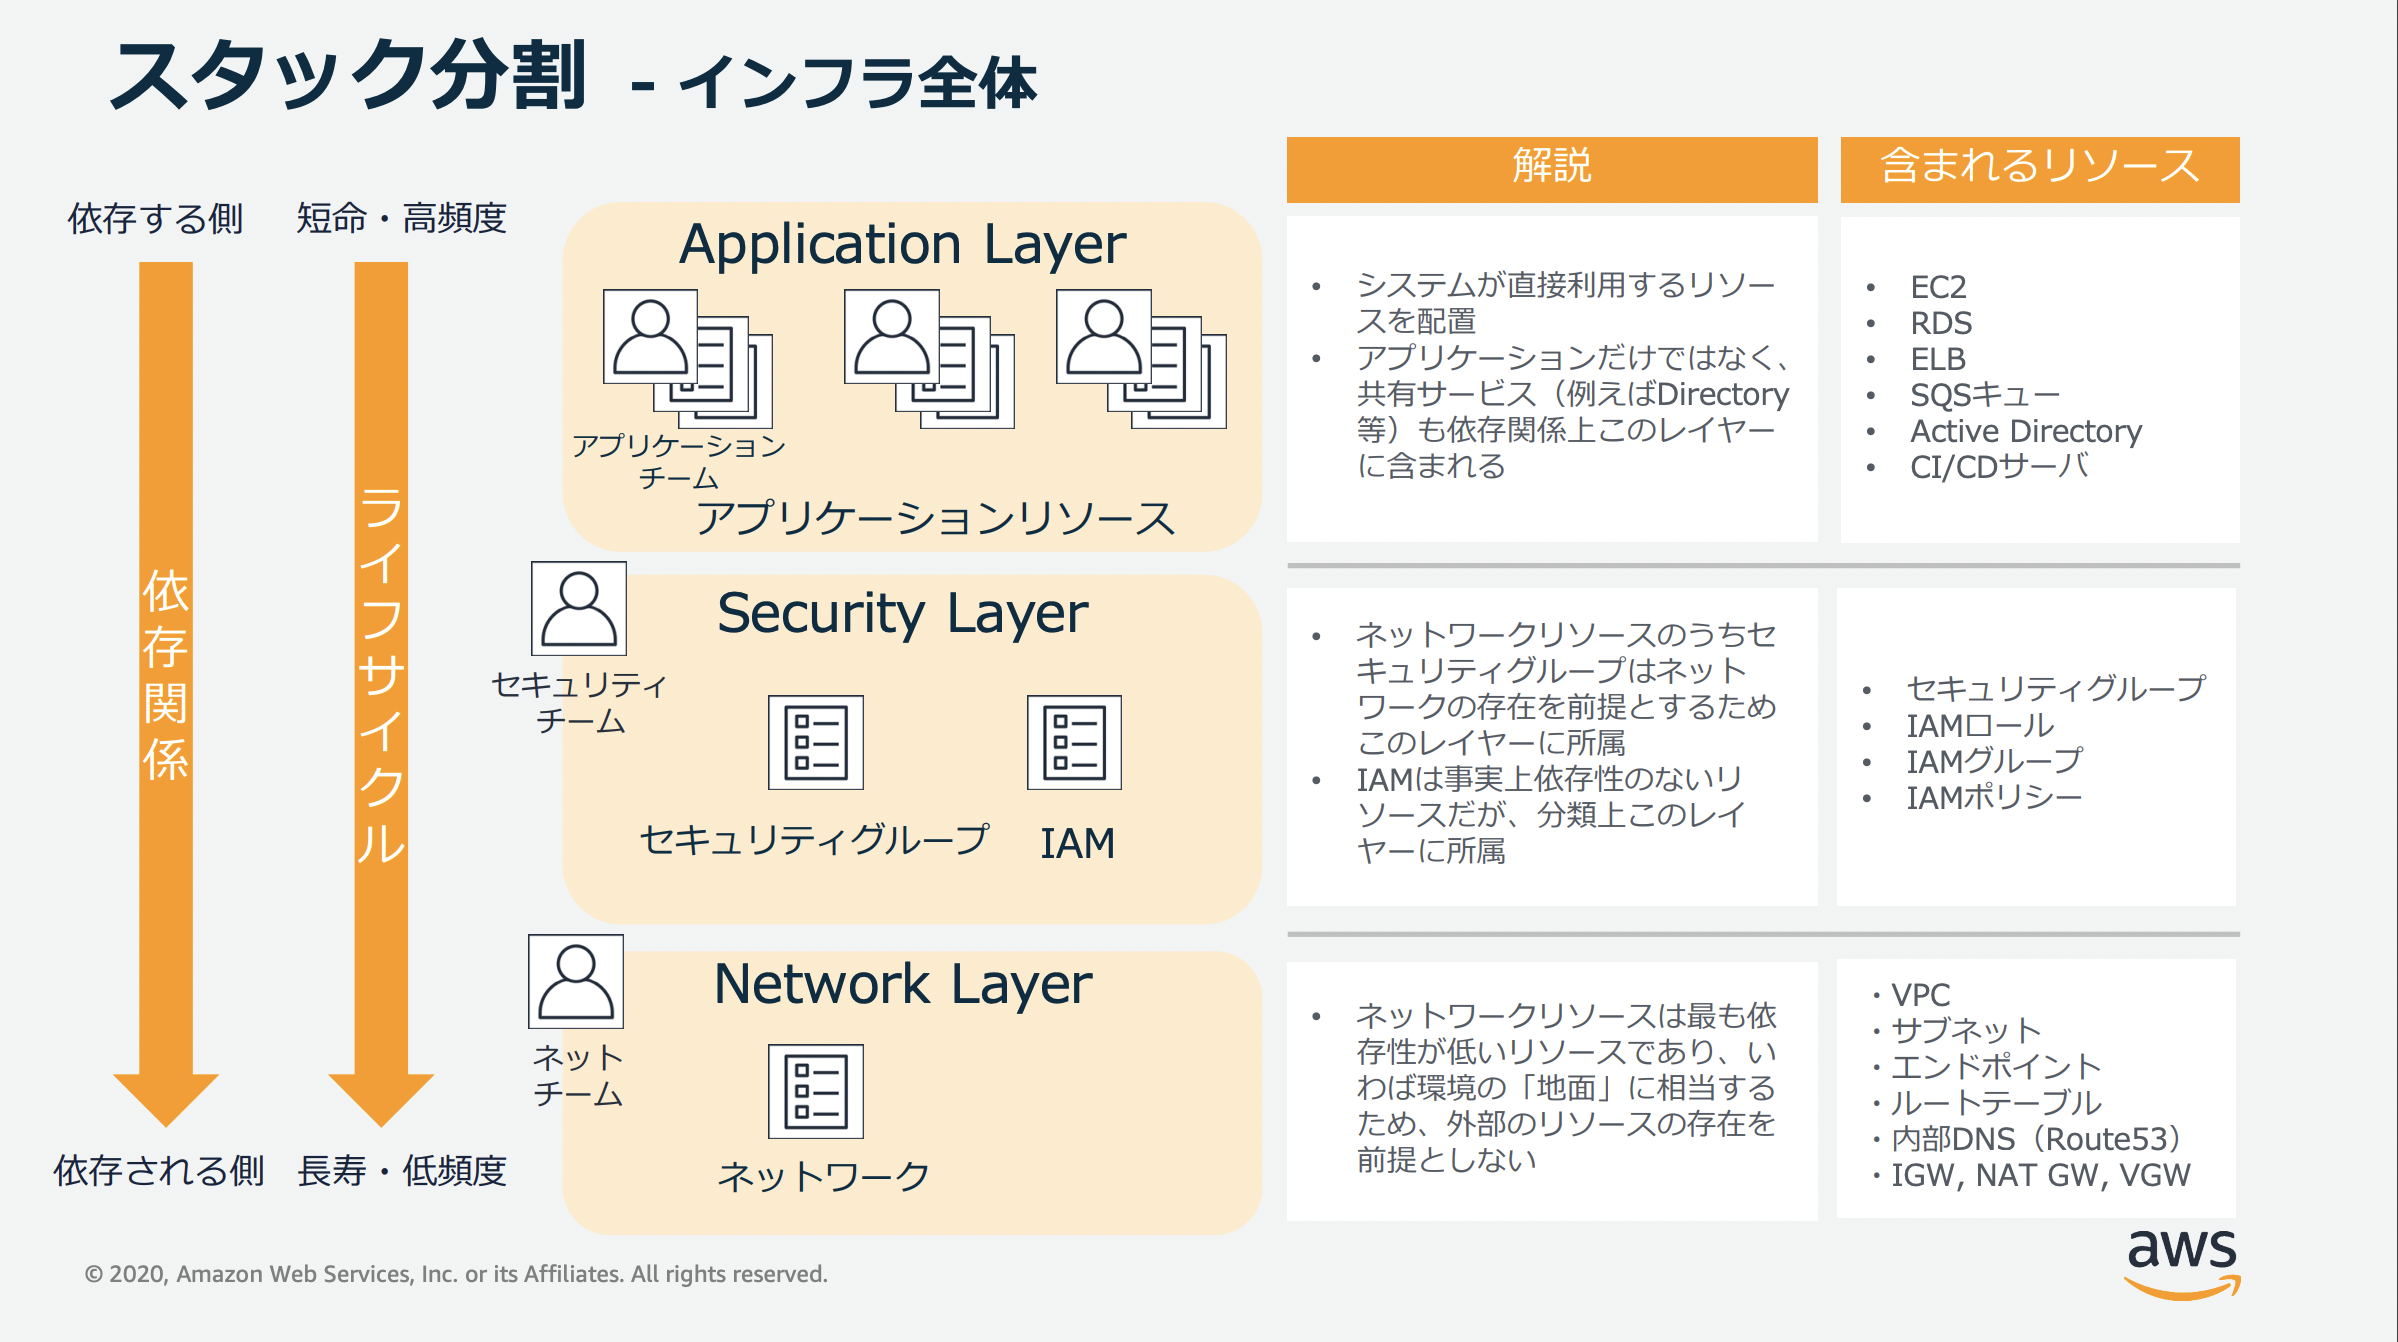 スタック分割 - インフラ全体
依存する側
短命・高頻度
依存関係
ライフサイクル
依存される側
長寿・低頻度
Application Layer
アプリケーション
チーム
アプリケーションリソース
セキュリティ
チーム
Security Layer
セキュリティグループ
IAM
ネット
チーム
Network Layer
ネットワーク
解説
含まれるリソース
• システムが直接利用するリソー
スを配置
• アプリケーションだけではなく、
共有サービス（例えばDirectory
等）も依存関係上このレイヤー
に含まれる
• EC2
• RDS
• ELB
• SQSキュー
• Active Directory
• CI/CDサーバ
• ネットワークリソースのうちセ
キュリティグループはネット
ワークの存在を前提とするため
このレイヤーに所属
• IAMは事実上依存性のないリ
ソースだが、分類上このレイ
ヤーに所属
• セキュリティグループ
• IAMロール
• IAMグループ
• IAMポリシー
• ネットワークリソースは最も依
存性が低いリソースであり、い
わば環境の「地面」に相当する
ため、外部のリソースの存在を
前提としない
・VPC
・サブネット
・エンドポイント
・ルートテーブル
・内部DNS（Route53）
・IGW, NAT GW, VGW
© 2020, Amazon Web Services, Inc. or its Affiliates. All rights reserved.
aws